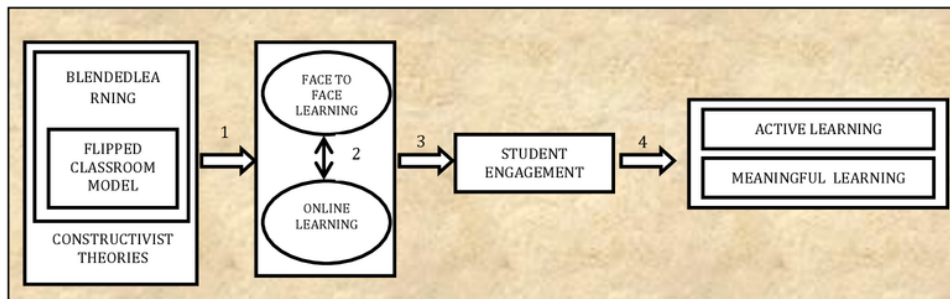 BLENDEDLEA
RNING
FLIPPED
CLASSROOM
MODEL
CONSTRUCTIVIST
THEORIES
1
FACE TO
FACE
LEARNING
2
ONLINE
LEARNING
3
STUDENT
ENGAGEMENT
4
ACTIVE LEARNING
MEANINGFUL LEARNING